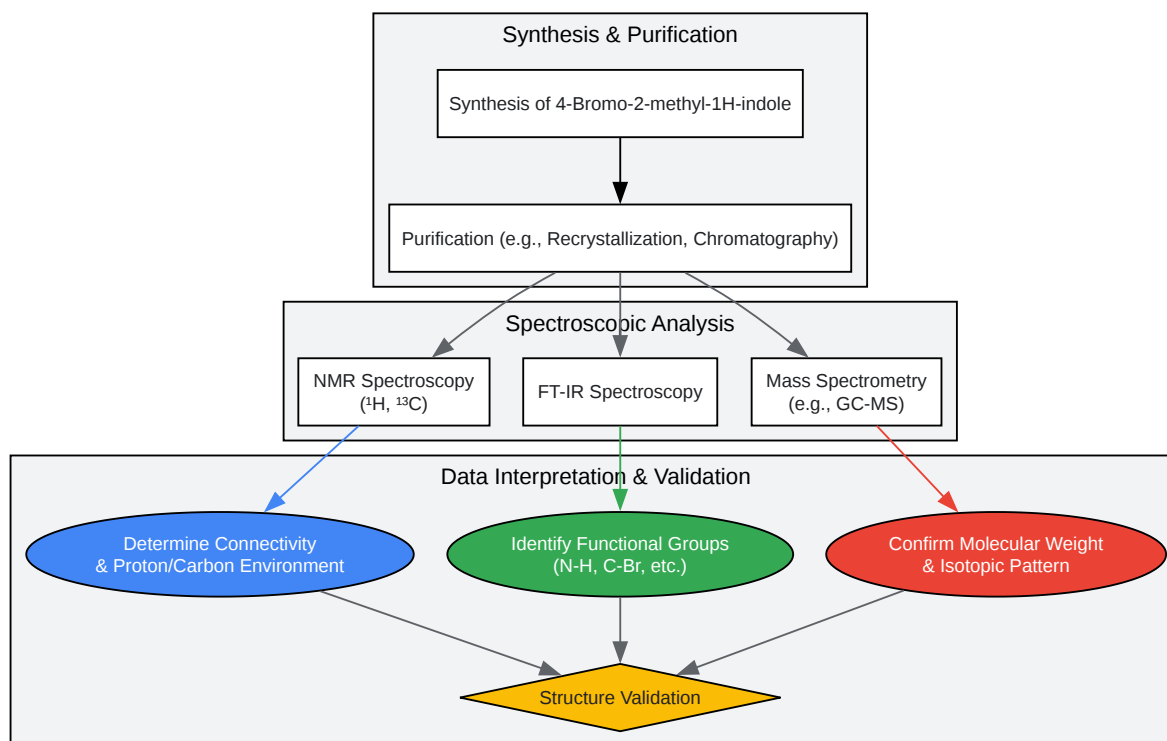 Synthesis & Purification
Synthesis of 4-Bromo-2-methyl-1H-indole
Purification (e.g., Recrystallization, Chromatography)
Spectroscopic Analysis
NMR Spectroscopy
(¹H, ¹³C)
FT-IR Spectroscopy
Mass Spectrometry
(e.g., GC-MS)
Data Interpretation & Validation
Determine Connectivity
& Proton/Carbon Environment
Identify Functional Groups
(N-H, C-Br, etc.)
Confirm Molecular Weight
& Isotopic Pattern
Structure Validation